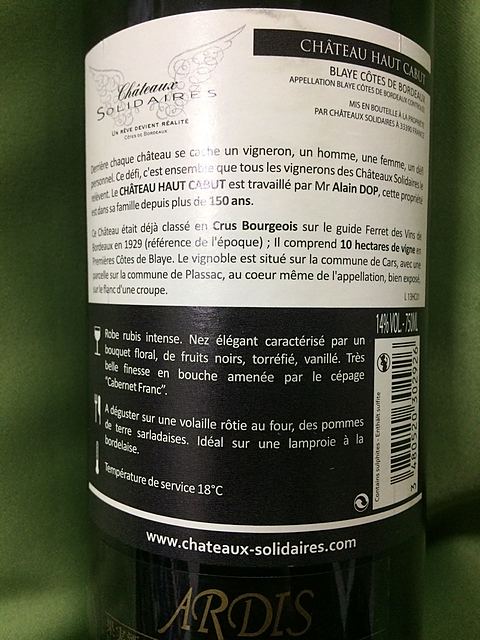 Châteaux
SOLIDAIRES
UN RÊVE DEVIENT RÉALITÉ
CÔTES DE BORDEAUX
CHÂTEAU HAUT CABUT
BLAYE CÔTES DE BORDEAUX
APPELLATION BLAYE CÔTES DE BORDEAUX CONTRÔLÉE
MIS EN BOUTEILLE À LA PROPRIÉTÉ
PAR CHÂTEAUX SOLIDAIRES À 33390 FRANCE
Derrière chaque château se cache un vigneron, un homme, une femme, un défi
personnel. Ce défi, c'est ensemble que tous les vignerons des Châteaux Solidaires le
relèvent. Le CHÂTEAU HAUT CABUT est travaillé par Mr Alain DOP, cette propriété
est dans sa famille depuis plus de 150 ans.
Ce Château était déjà classé en Crus Bourgeois sur le guide Ferret des Vins de
Bordeaux en 1929 (référence de l'époque) ; Il comprend 10 hectares de vigne en
Premières Côtes de Blaye. Le vignoble est situé sur la commune de Cars, avec une
parcelle sur la commune de Plassac, au coeur même de l'appellation, bien exposé,
sur le flanc d'une croupe.
L13HC01
14%VOL - 750ML
Robe rubis intense. Nez élégant caractérisé par un
bouquet floral, de fruits noirs, torréfié, vanillé. Très
belle finesse en bouche amenée par le cépage
"Cabernet Franc".
A déguster sur une volaille rôtie au four, des pommes
de terre sarladaises. Idéal sur une lamproie à la
bordelaise.
Température de service 18°C
Contains sulphites - Enthält sulfite
3 480520 302926
www.chateaux-solidaires.com
ARDIS